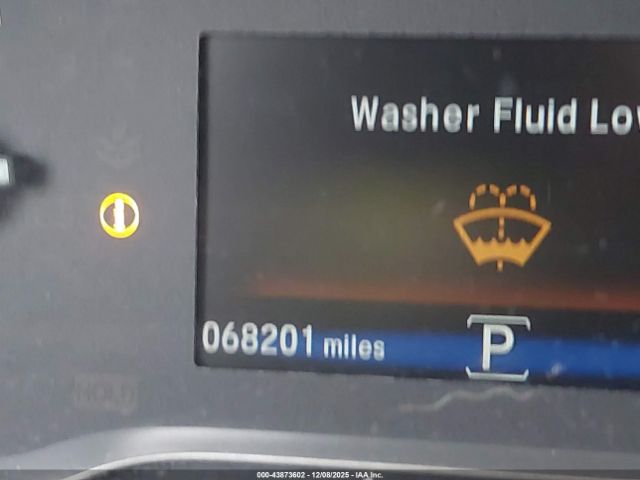 Washer Fluid Lo
068201 miles
P
HOLD
000-43873602 - 12/08/2025 - IAA Inc.